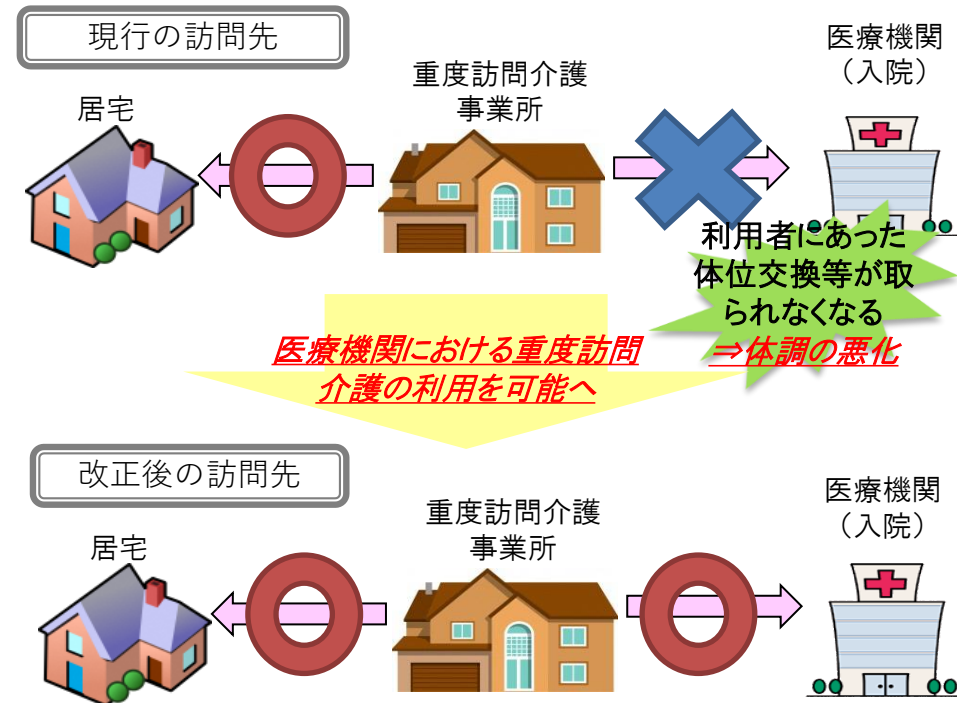 現行の訪問先
医療機関
（入院）
重度訪問介護
事業所
居宅
利用者にあった
体位交換等が取
られなくなる
⇒体調の悪化
医療機関における重度訪問
介護の利用を可能へ
改正後の訪問先
医療機関
（入院）
重度訪問介護
事業所
居宅